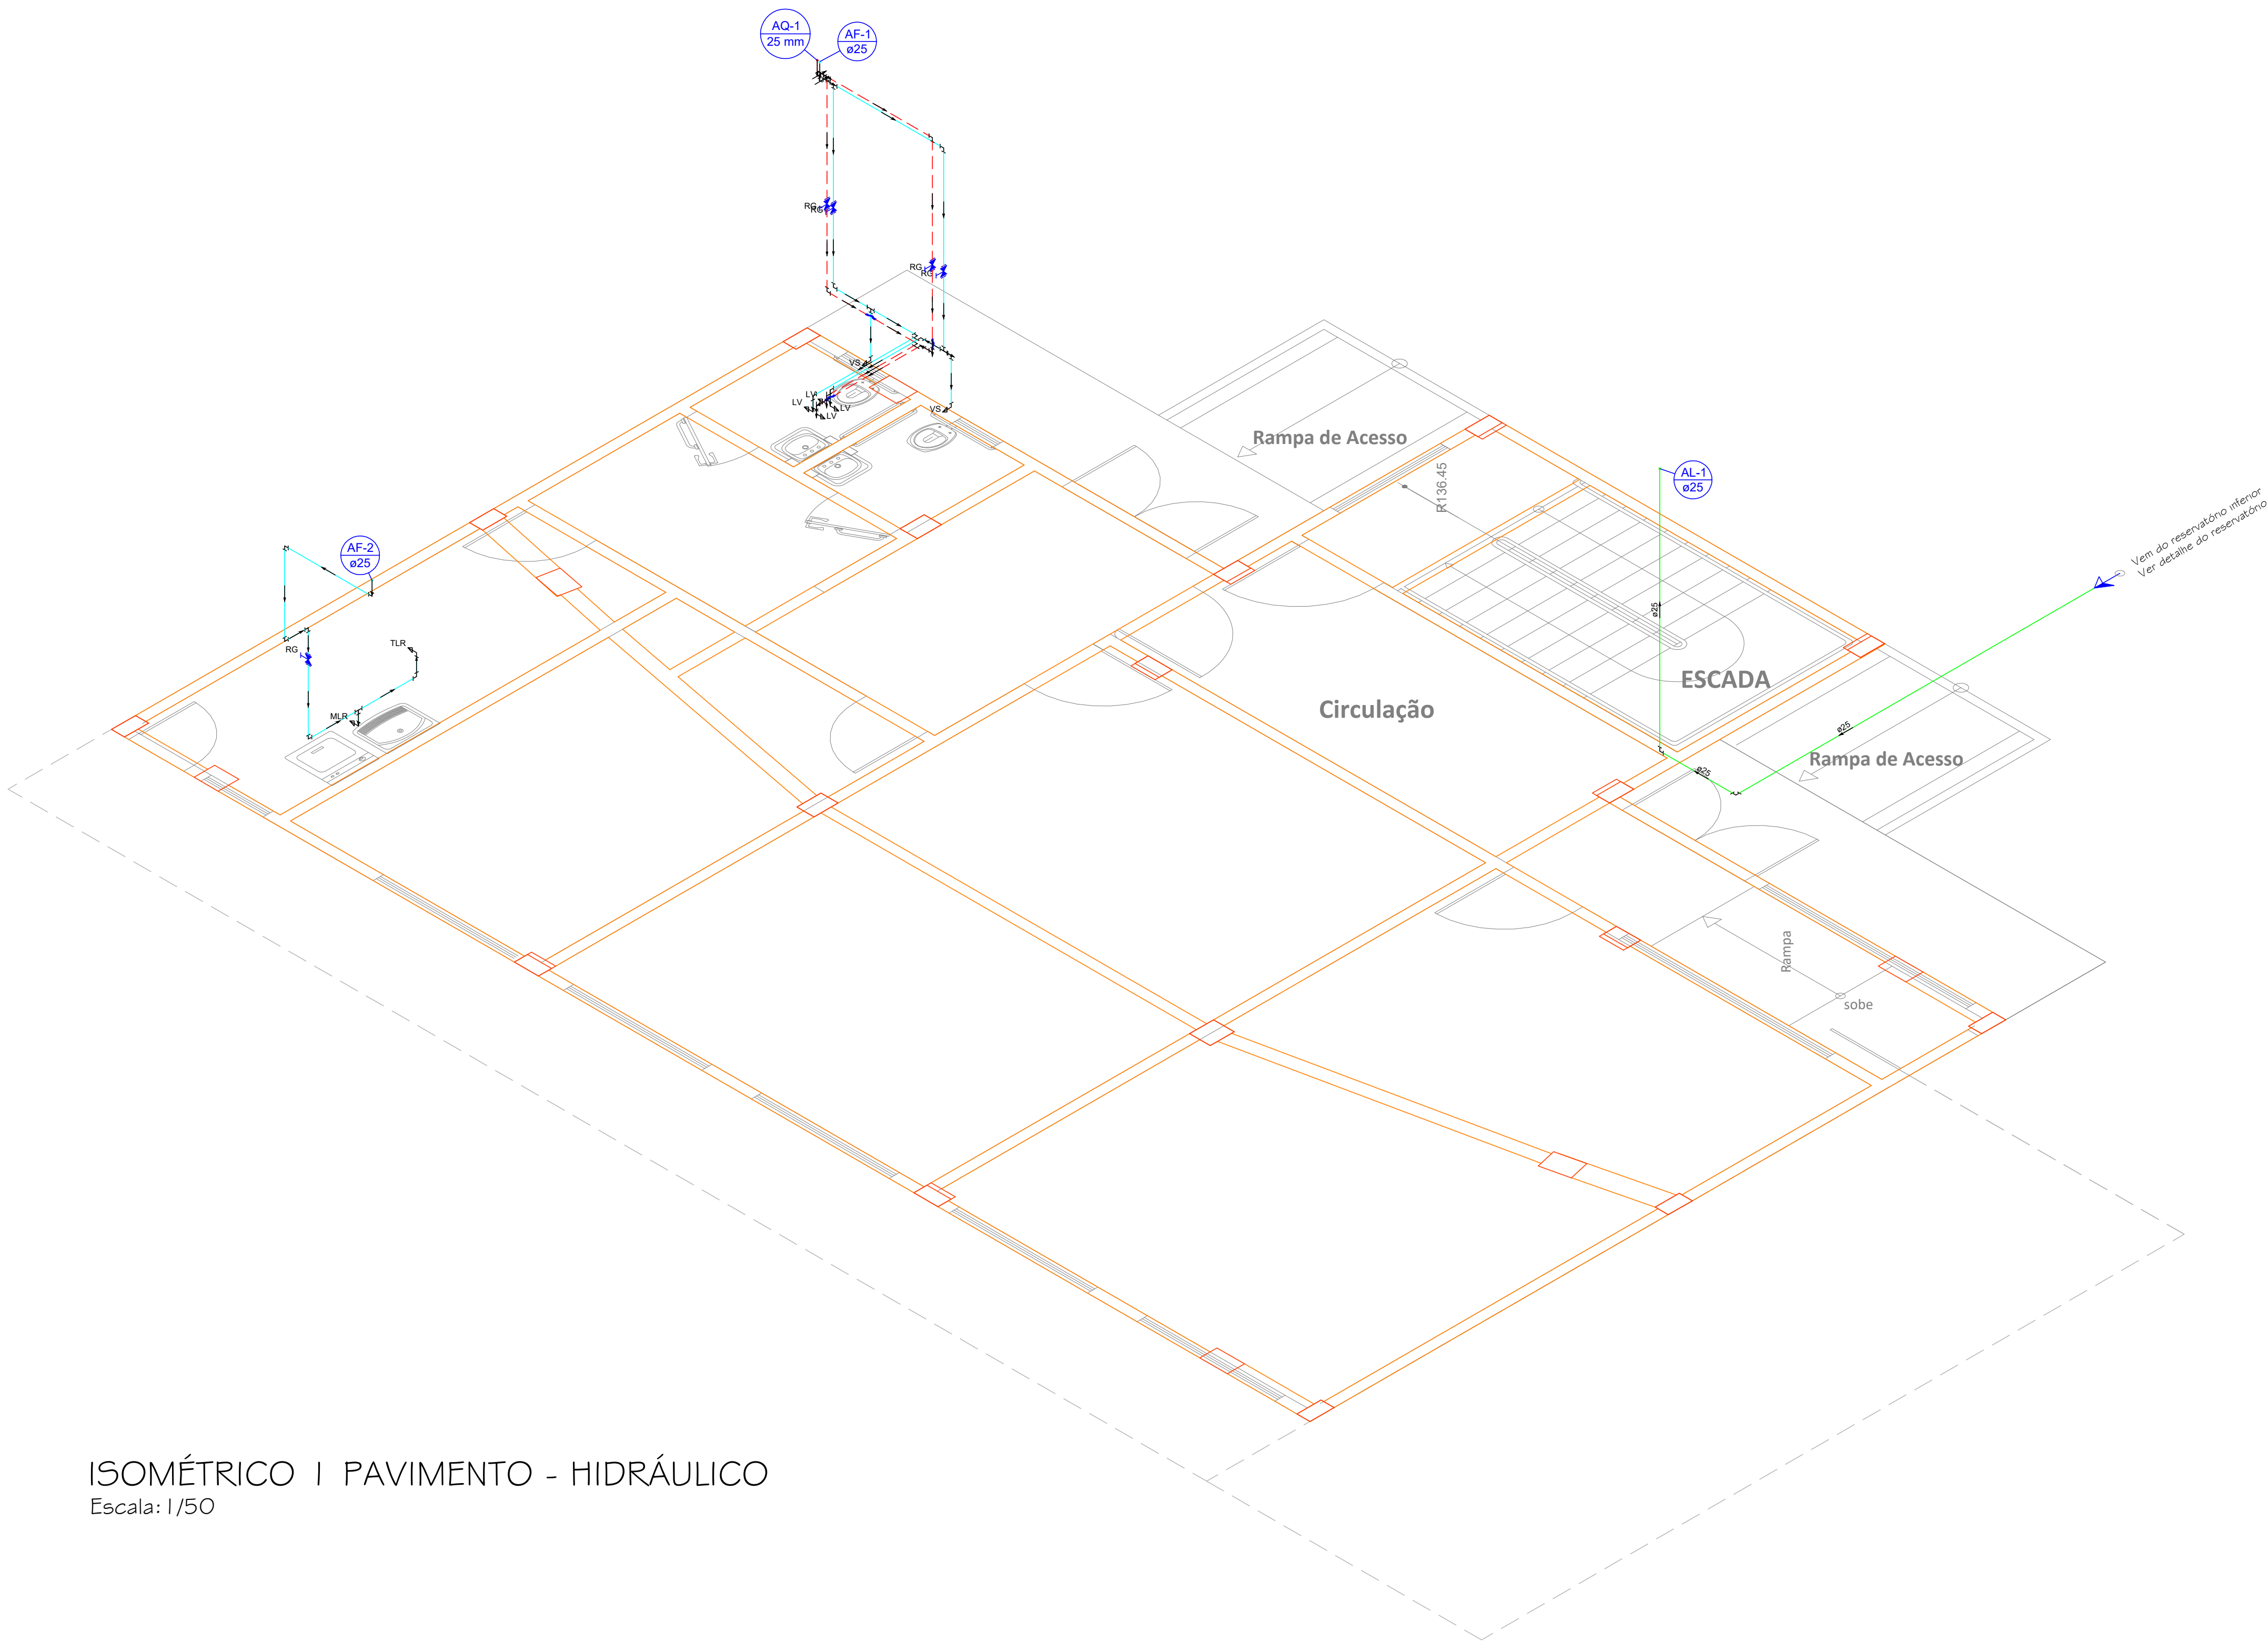 AQ-1
25 mm
AF-1
ø25
RG
RG
RG
RG
VS
LV
LV
LV
LV
VS
Rampa de Acesso
R136.45
AL-1
ø25
Vem do reservatório inferior
Ver detalhe do reservatório
AF-2
ø25
ø25
RG
TLR
MLR
ESCADA
Circulação
ø25
Rampa de Acesso
ø25
Rampa
sobe
ISOMÉTRICO 1 PAVIMENTO - HIDRÁULICO
Escala: 1/50